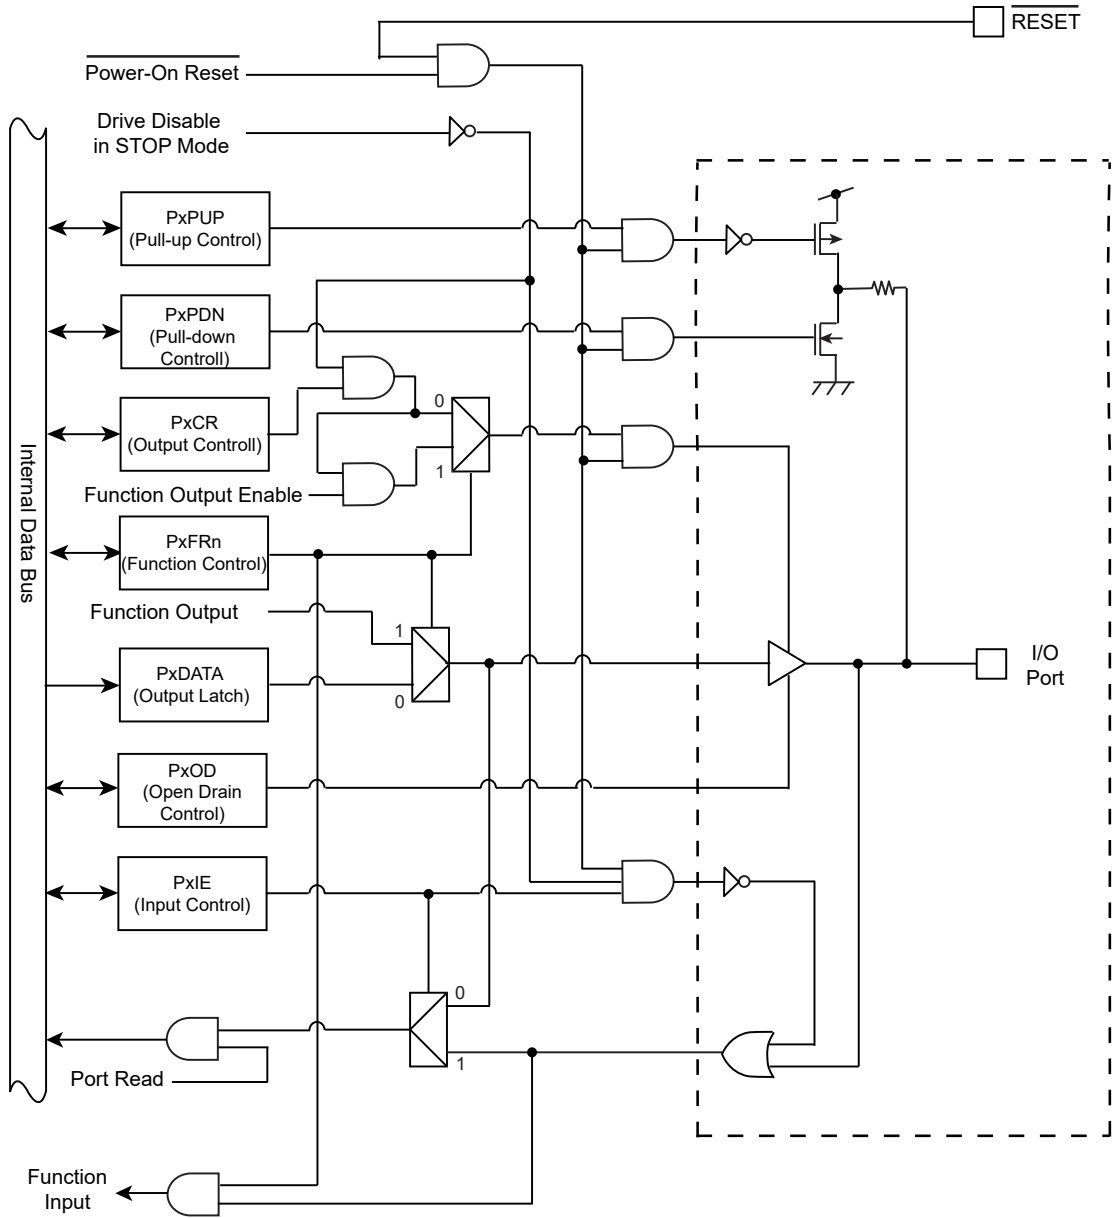 RESET
Power-On Reset
Drive Disable
in STOP Mode
PxPUP
(Pull-up Control)
PxPDN
(Pull-down
Controll)
PxCR
(Output Controll)
0
1
Function Output Enable
Internal Data Bus
PxFRn
(Function Control)
Function Output
1
0
PxDATA
(Output Latch)
I/O
Port
PxOD
(Open Drain
Control)
PxIE
(Input Control)
0
1
Port Read
Function
Input